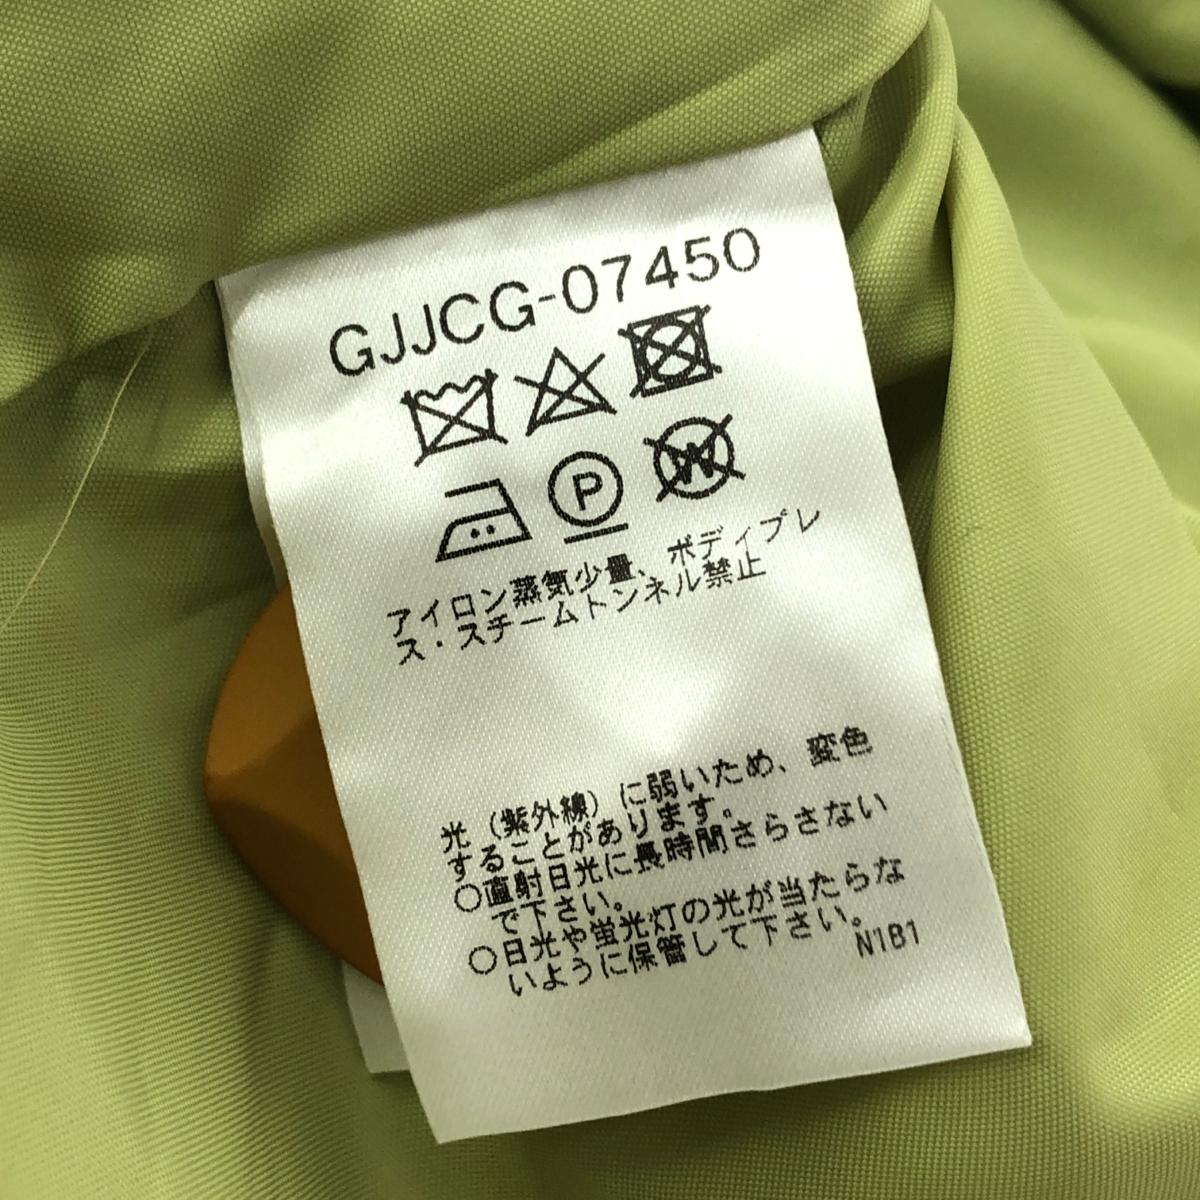 GJJCG-07450
P
W
アイロン蒸気少量、ボディプレ
ス・スチームトンネル禁止
光（紫外線）に弱いため、変色
することがあります。
○直射日光に長時間さらさない
で下さい。
○日光や蛍光灯の光が当たらな
いように保管して下さい。
N1B1